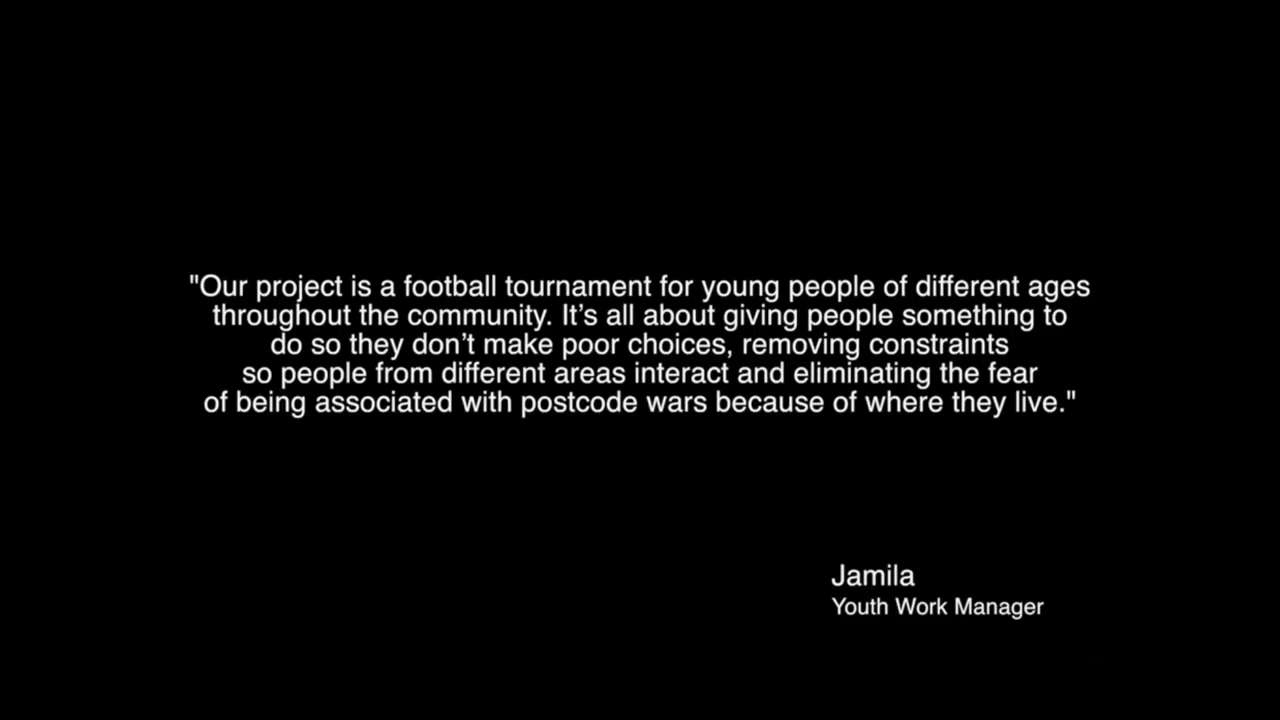 "Our project is a football tournament for young people of different ages
throughout the community. It’s all about giving people something to
do so they don’t make poor choices, removing constraints
so people from different areas interact and eliminating the fear
of being associated with postcode wars because of where they live."
Jamila
Youth Work Manager